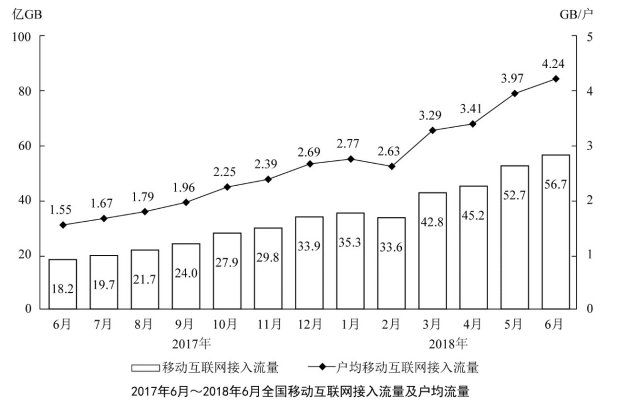 亿GB GB/户
100 5
80 4
60 3
40 2
20 1
0 0
1.55 1.67 1.79 1.96 2.25 2.39 2.69 2.77 2.63 3.29 3.41 3.97 4.24
18.2 19.7 21.7 24.0 27.9 29.8 33.9 35.3 33.6 42.8 45.2 52.7 56.7
6月 7月 8月 9月 10月 11月 12月 1月 2月 3月 4月 5月 6月
2017年 2018年
移动互联网接入流量 户均移动互联网接入流量
2017年6月～2018年6月全国移动互联网接入流量及户均流量